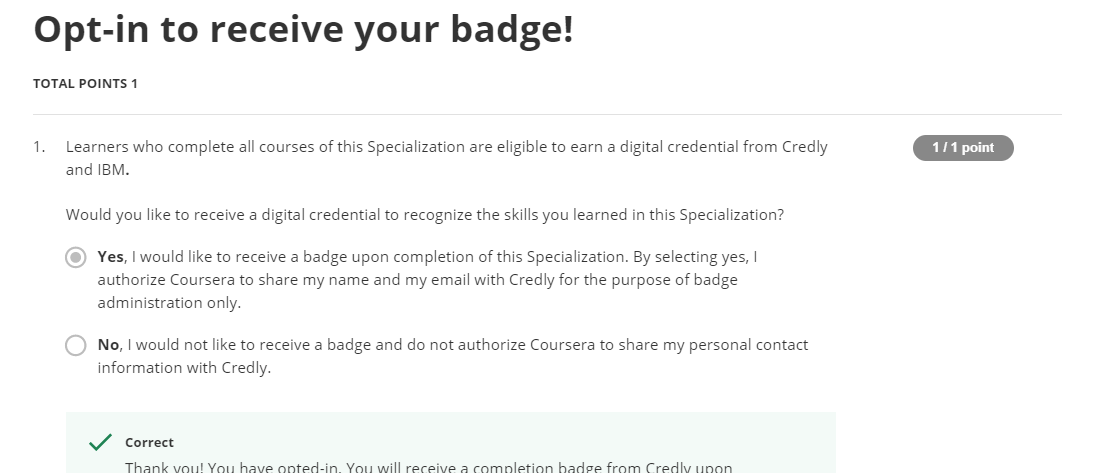 Opt-in to receive your badge!
TOTAL POINTS 1
1. Learners who complete all courses of this Specialization are eligible to earn a digital credential from Credly
and IBM.
1 / 1 point
Would you like to receive a digital credential to recognize the skills you learned in this Specialization?
Yes, I would like to receive a badge upon completion of this Specialization. By selecting yes, I
authorize Coursera to share my name and my email with Credly for the purpose of badge
administration only.
No, I would not like to receive a badge and do not authorize Coursera to share my personal contact
information with Credly.
Correct
Thank you! You have opted-in. You will receive a completion badge from Credly upon